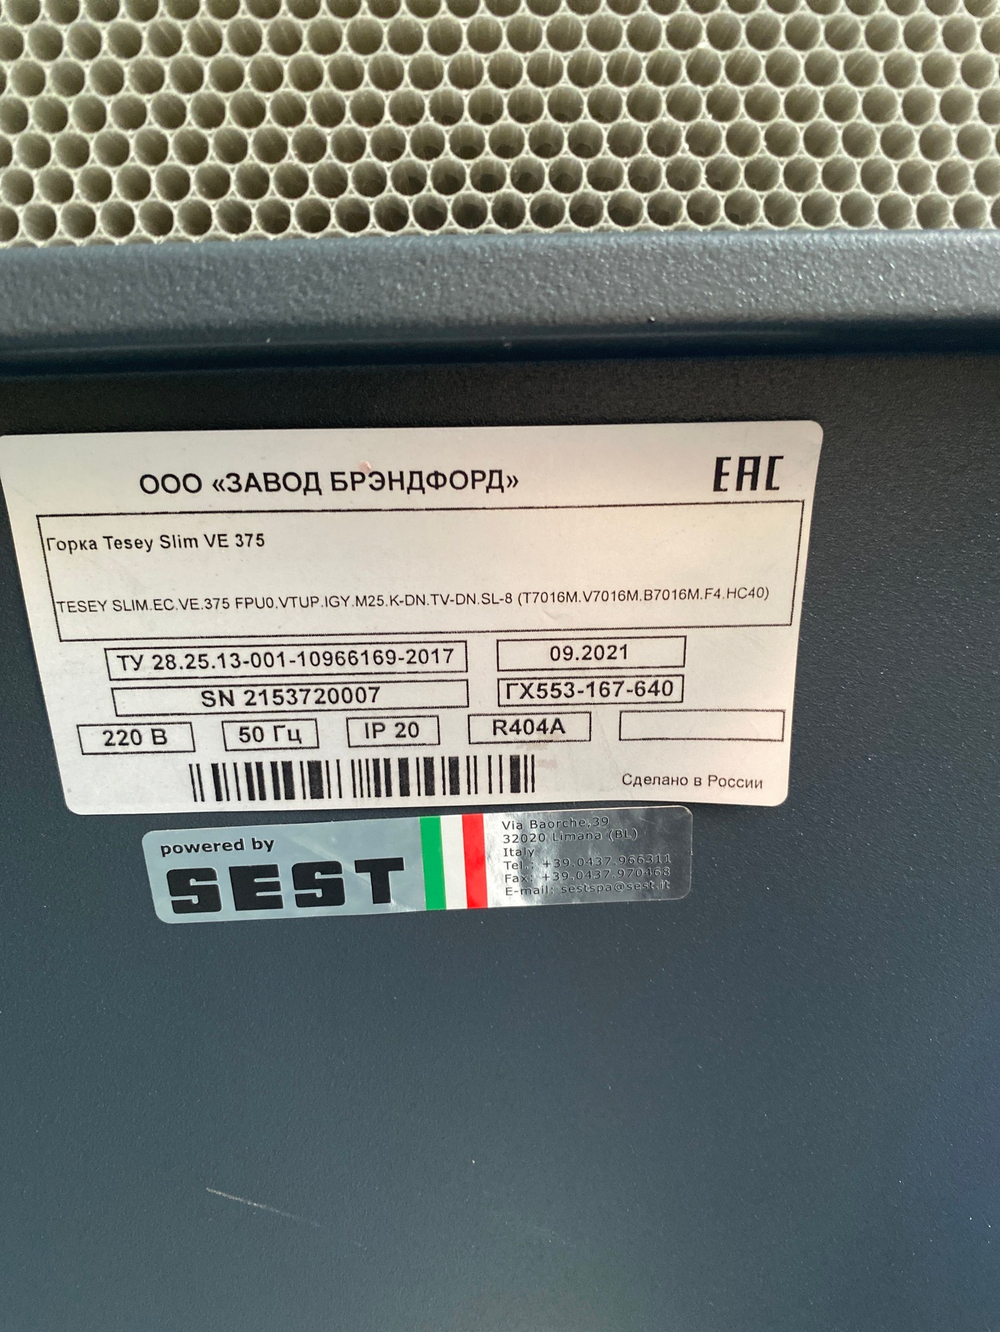 ООО «ЗАВОД БРЭНДФОРД»
EAC
Горка Tesey Slim VE 375
TESEY SLIM.EC.VE.375 FPU0.VTUP.IGY.M25.K-DN.TV-DN.SL-8 (T7016M.V7016M.B7016M.F4.HC40)
ТУ 28.25.13-001-10966169-2017
09.2021
SN 2153720007
ГХ553-167-640
220 В
50 Гц
IP 20
R404A
Сделано в России
powered by
SEST
Via Baorche,39
32020 Limana (BL)
Italy
Tel.: +39.0437.966311
Fax: +39.0437.970468
E-mail: sestspa@sest.it